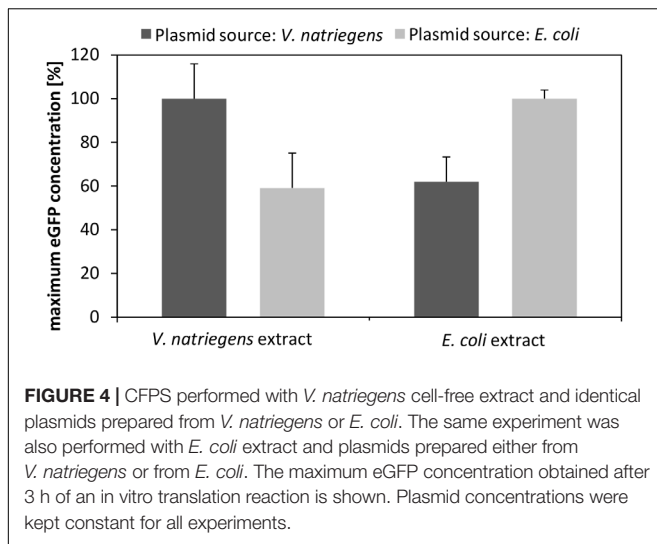 Plasmid source: V. natriegens Plasmid source: E. coli
maximum eGFP concentration [%]
120
100
80
60
40
20
0
V. natriegens extract E. coli extract
FIGURE 4 | CFPS performed with V. natriegens cell-free extract and identical
plasmids prepared from V. natriegens or E. coli. The same experiment was
also performed with E. coli extract and plasmids prepared either from
V. natriegens or from E. coli. The maximum eGFP concentration obtained after
3 h of an in vitro translation reaction is shown. Plasmid concentrations were
kept constant for all experiments.